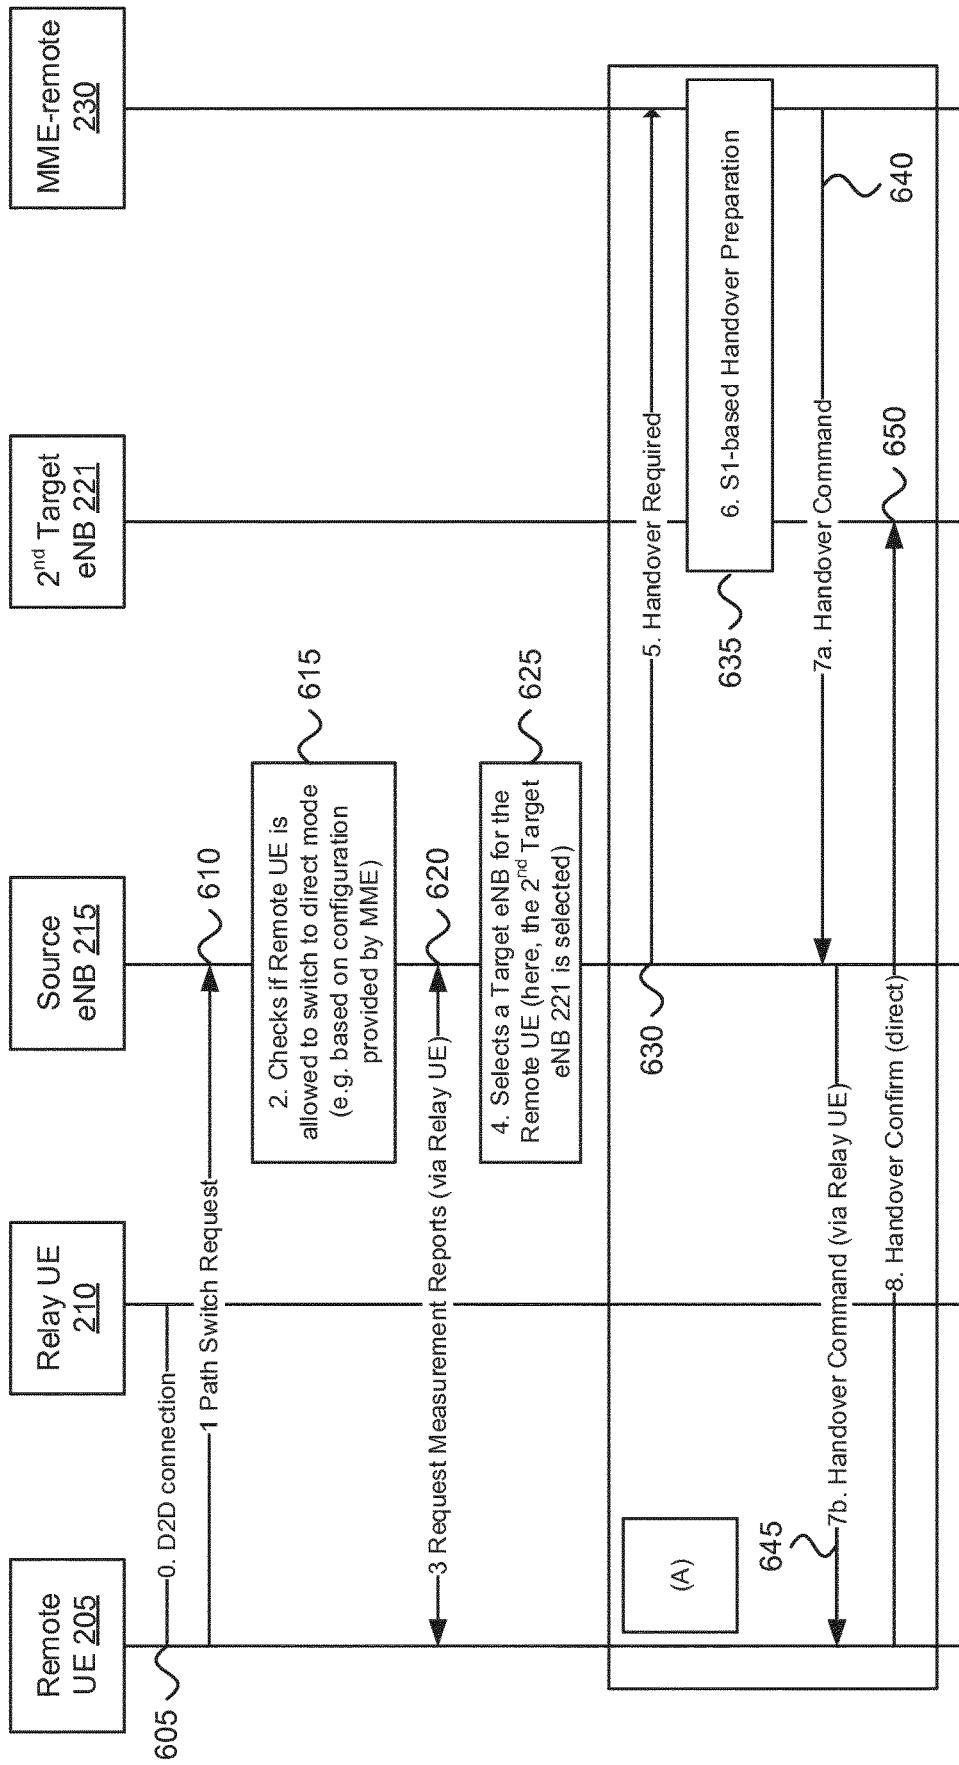 Remote
UE 205
Relay UE
210
Source
eNB 215
2nd Target
eNB 221
MME-remote
230
605
0. D2D connection
1 Path Switch Request
610
2. Checks if Remote UE is
allowed to switch to direct mode
(e.g. based on configuration
provided by MME)
615
3 Request Measurement Reports (via Relay UE)
620
4. Selects a Target eNB for the
Remote UE (here, the 2nd Target
eNB 221 is selected)
625
(A)
630
5. Handover Required
635
6. S1-based Handover Preparation
7a. Handover Command
640
645
7b. Handover Command (via Relay UE)
8. Handover Confirm (direct)
650